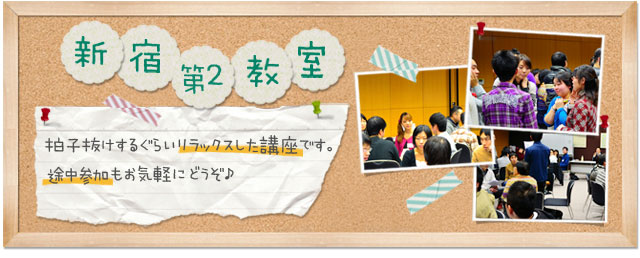 新宿第2教室
拍子抜けするぐらいリラックスした講座です。
途中参加もお気軽にどうぞ♪